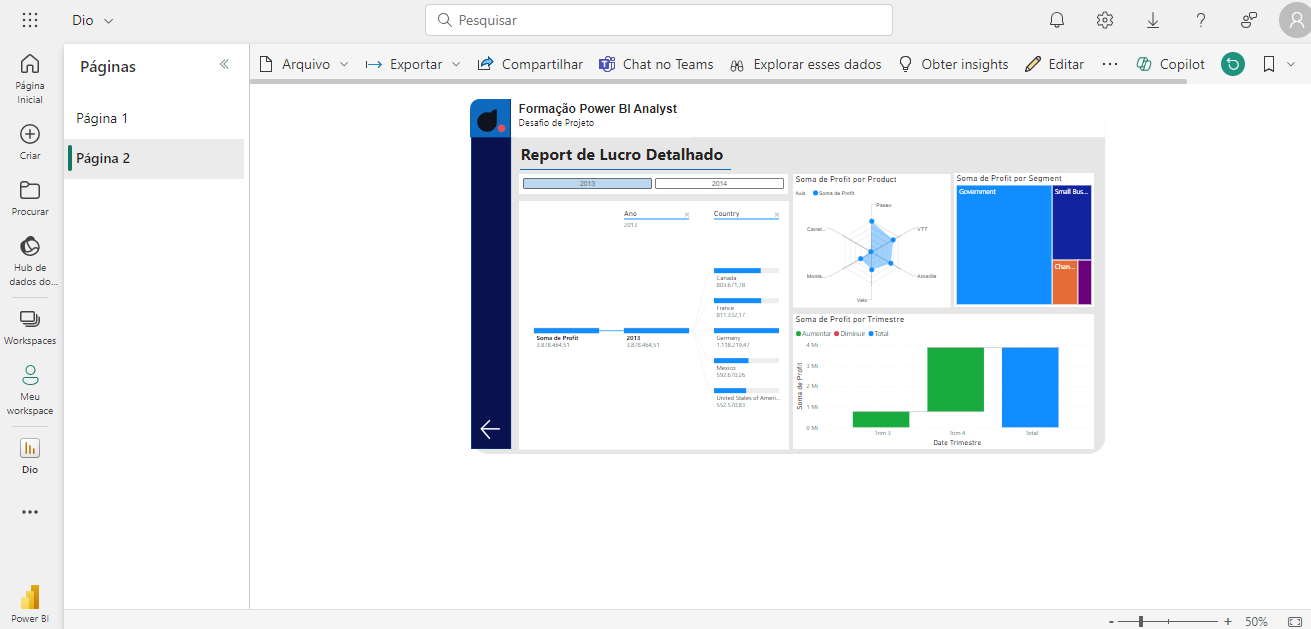 Dio
Pesquisar
Página
Inicial
Criar
Procurar
Hub de
dados do...
Workspaces
Meu
workspace
Dio
Power BI
Páginas
Página 1
Página 2
Arquivo
Exportar
Compartilhar
Chat no Teams
Explorar esses dados
Obter insights
Editar
Copilot
Formação Power BI Analyst
Desafio de Projeto
Report de Lucro Detalhado
2013
2014
Ano
2013
Country
Canada
803.671,78
France
811.332,17
Soma de Profit
3.878.464,51
2013
3.878.464,51
Germany
1.118.219,47
Mexico
592.670,26
United States of Ameri...
552.570,83
Soma de Profit por Product
Soma de Profit
Paseo
Carret...
VTT
Monta...
Amarilla
Velo
Soma de Profit por Segment
Government
Small Bus...
Chan...
Soma de Profit por Trimestre
Aumentar Diminuir Total
Soma de Profit
4 Mi
3 Mi
2 Mi
1 Mi
0 Mi
Trim 3
Trim 4
Total
Date Trimestre
- + 50%